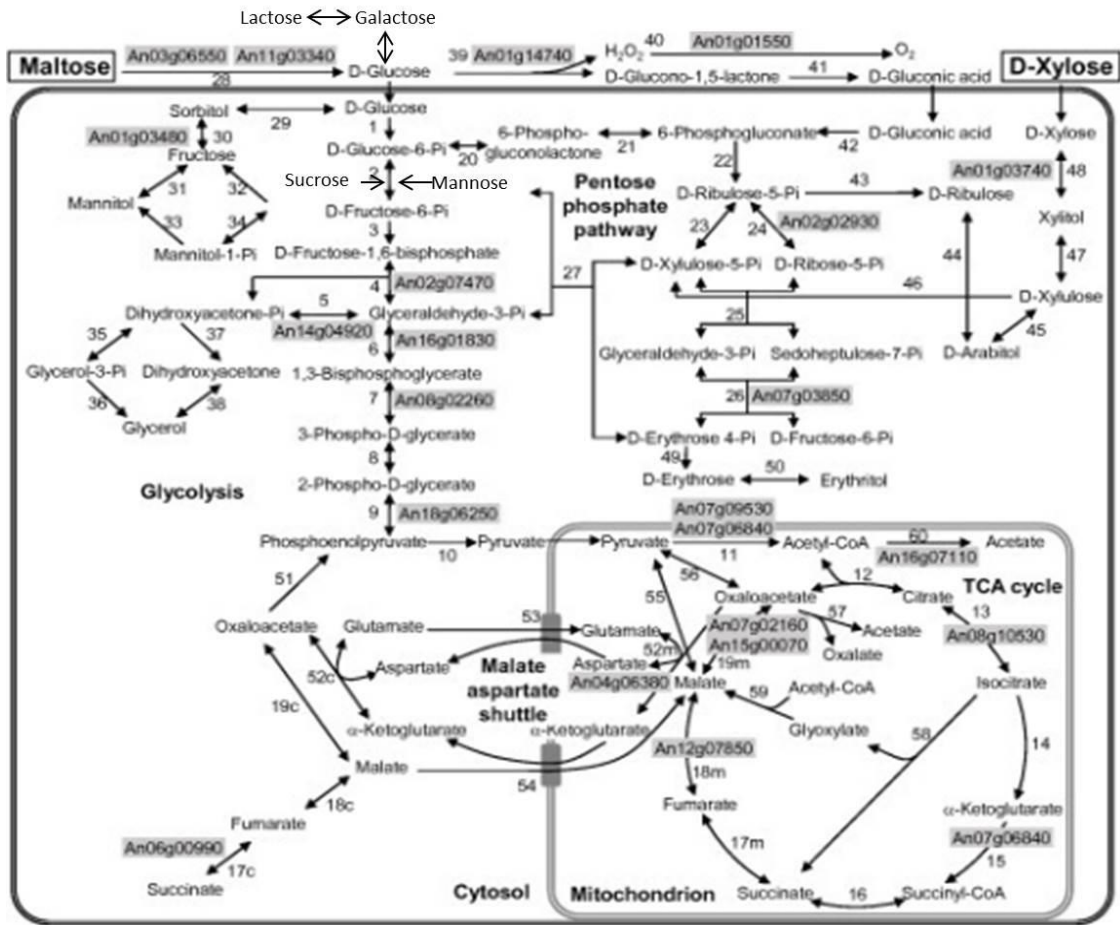 Lactose Galactose
An03g06550 An11g03340 39 An01g14740 H2O2 40 An01g01550 O2
Maltose 28 D-Glucose D-Glucono-1,5-lactone 41 D-Gluconic acid D-Xylose
Sorbitol 29 D-Glucose
An01g03480 30 1 6-Phospho-gluconolactone 21 6-Phosphogluconate 42 D-Gluconic acid D-Xylose
Fructose D-Glucose-6-Pi 20
31 32 2 22 An01g03740 48
Sucrose Mannose Pentose phosphate pathway D-Ribulose-5-Pi 43 D-Ribulose
Mannitol D-Fructose-6-Pi Xylitol
33 34 3 23 24 An02g02930
Mannitol-1-Pi D-Fructose-1,6-bisphosphate 44 47
27 D-Xylulose-5-Pi D-Ribose-5-Pi
4 An02g07470 46
5 25 D-Xylulose
Dihydroxyacetone-Pi Glyceraldehyde-3-Pi 45
An14g04920 6 An16g01830
35 37 Glyceraldehyde-3-Pi Sedoheptulose-7-Pi D-Arabitol
Glycerol-3-Pi Dihydroxyacetone 1,3-Bisphosphoglycerate
36 38 7 An08g02260 26 An07g03850
Glycerol 3-Phospho-D-glycerate D-Erythrose 4-Pi D-Fructose-6-Pi
8 49
2-Phospho-D-glycerate D-Erythrose 50 Erythritol
Glycolysis
9 An18g06250 An07g09530
An07g06840
Phosphoenolpyruvate 10 Pyruvate Pyruvate 11 Acetyl-CoA 60 Acetate
An16g07110
51 56 12 TCA cycle
55 Oxaloacetate Citrate 13
Oxaloacetate Glutamate 53 Glutamate An07g02160 57 Acetate An08g10530
52m An15g00070 Oxalate
52c Aspartate Malate aspartate shuttle Aspartate 19m
An04g06380 Malate 59 Acetyl-CoA Isocitrate
19c
α-Ketoglutarate α-Ketoglutarate Glyoxylate 58
An12g07850 14
Malate 54 18m
18c Fumarate α-Ketoglutarate
Fumarate An07g06840
An06g00990 17m 15
17c
Succinate Cytosol Mitochondrion Succinate 16 Succinyl-CoA